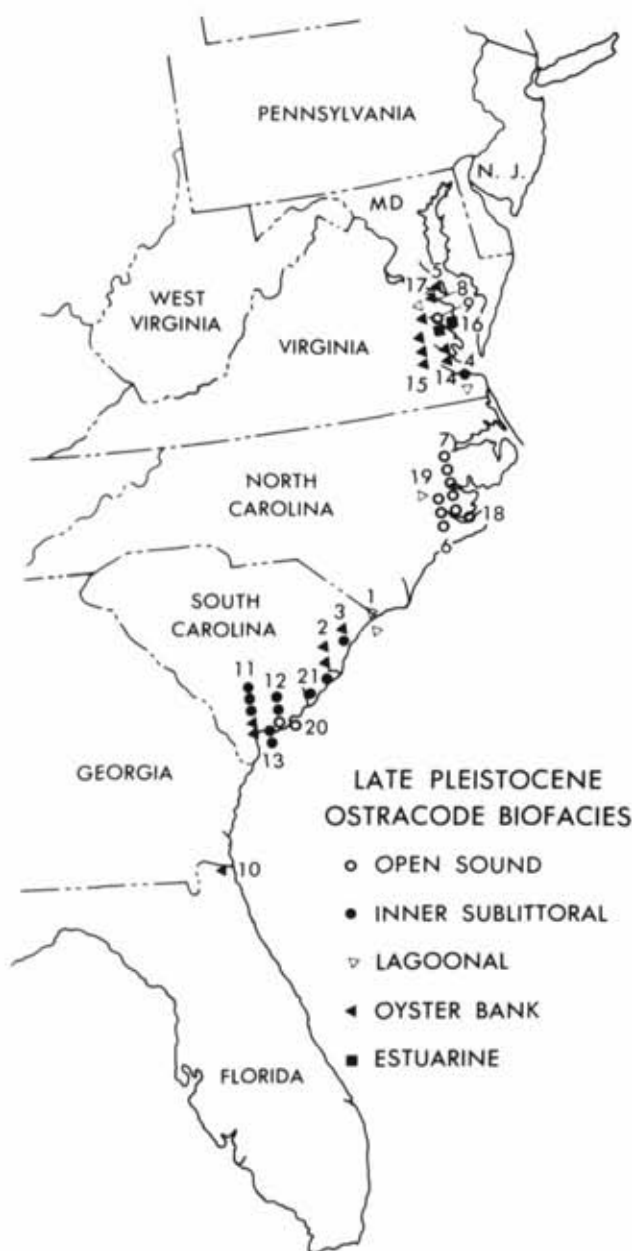 PENNSYLVANIA
N. J.
MD
WEST
VIRGINIA
VIRGINIA
5
17
8
9
16
4
15
14
7
NORTH
CAROLINA
19
18
6
SOUTH
CAROLINA
1
3
2
11
12
21
20
13
GEORGIA
LATE PLEISTOCENE
OSTRACODE BIOFACIES
OPEN SOUND
INNER SUBLITTORAL
LAGOONAL
OYSTER BANK
ESTUARINE
10
FLORIDA